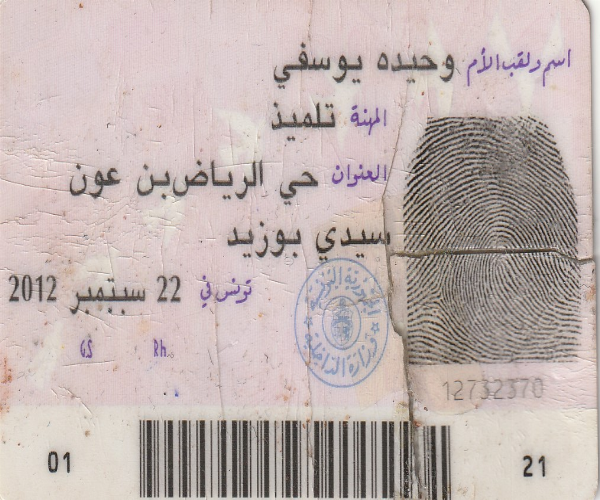 اسم ولقب الأم وحيده يوسفي
المهنة تلميذ
العنوان حي الرياض بن عون
سيدي بوزيد
تونس في 22 سبتمبر 2012
GS Rh
الجمهورية التونسية
وزارة الداخلية
12732370
01 21